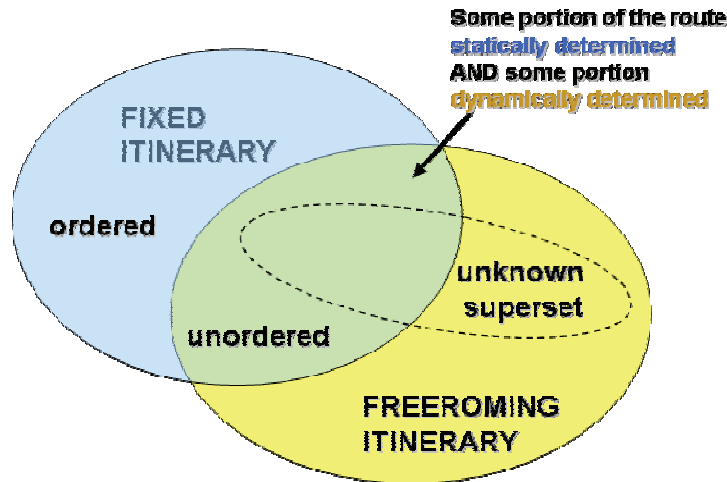 Some portion of the route
statically determined
AND some portion
dynamically determined
FIXED
ITINERARY
ordered
unknown
superset
unordered
FREEROMING
ITINERARY